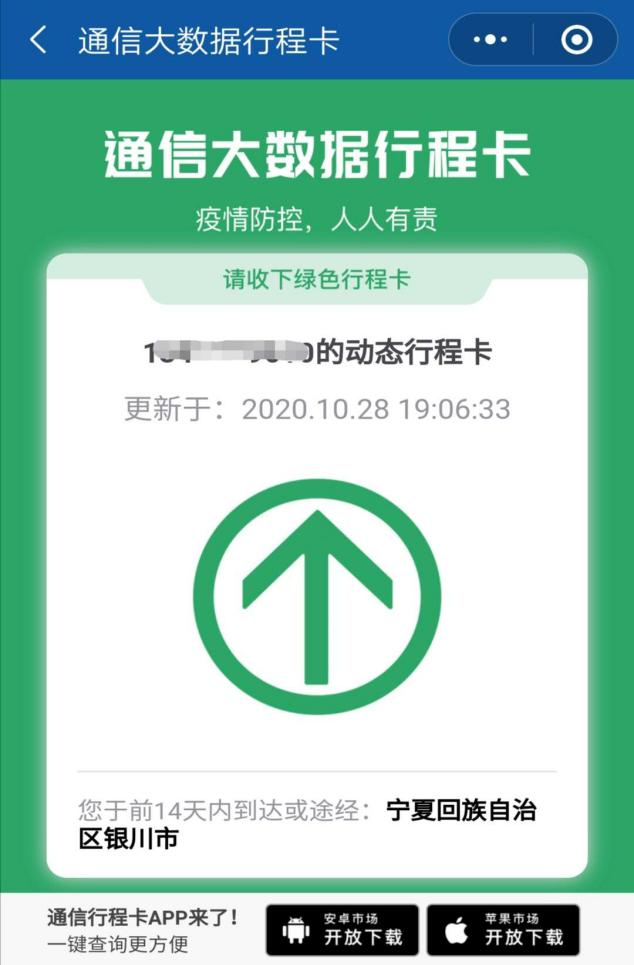 通信大数据行程卡
通信大数据行程卡
疫情防控，人人有责
请收下绿色行程卡
的动态行程卡
更新于：2020.10.28 19:06:33
您于前14天内到达或途经：宁夏回族自治
区银川市
通信行程卡APP来了！
一键查询更方便
安卓市场
开放下载
苹果市场
开放下载